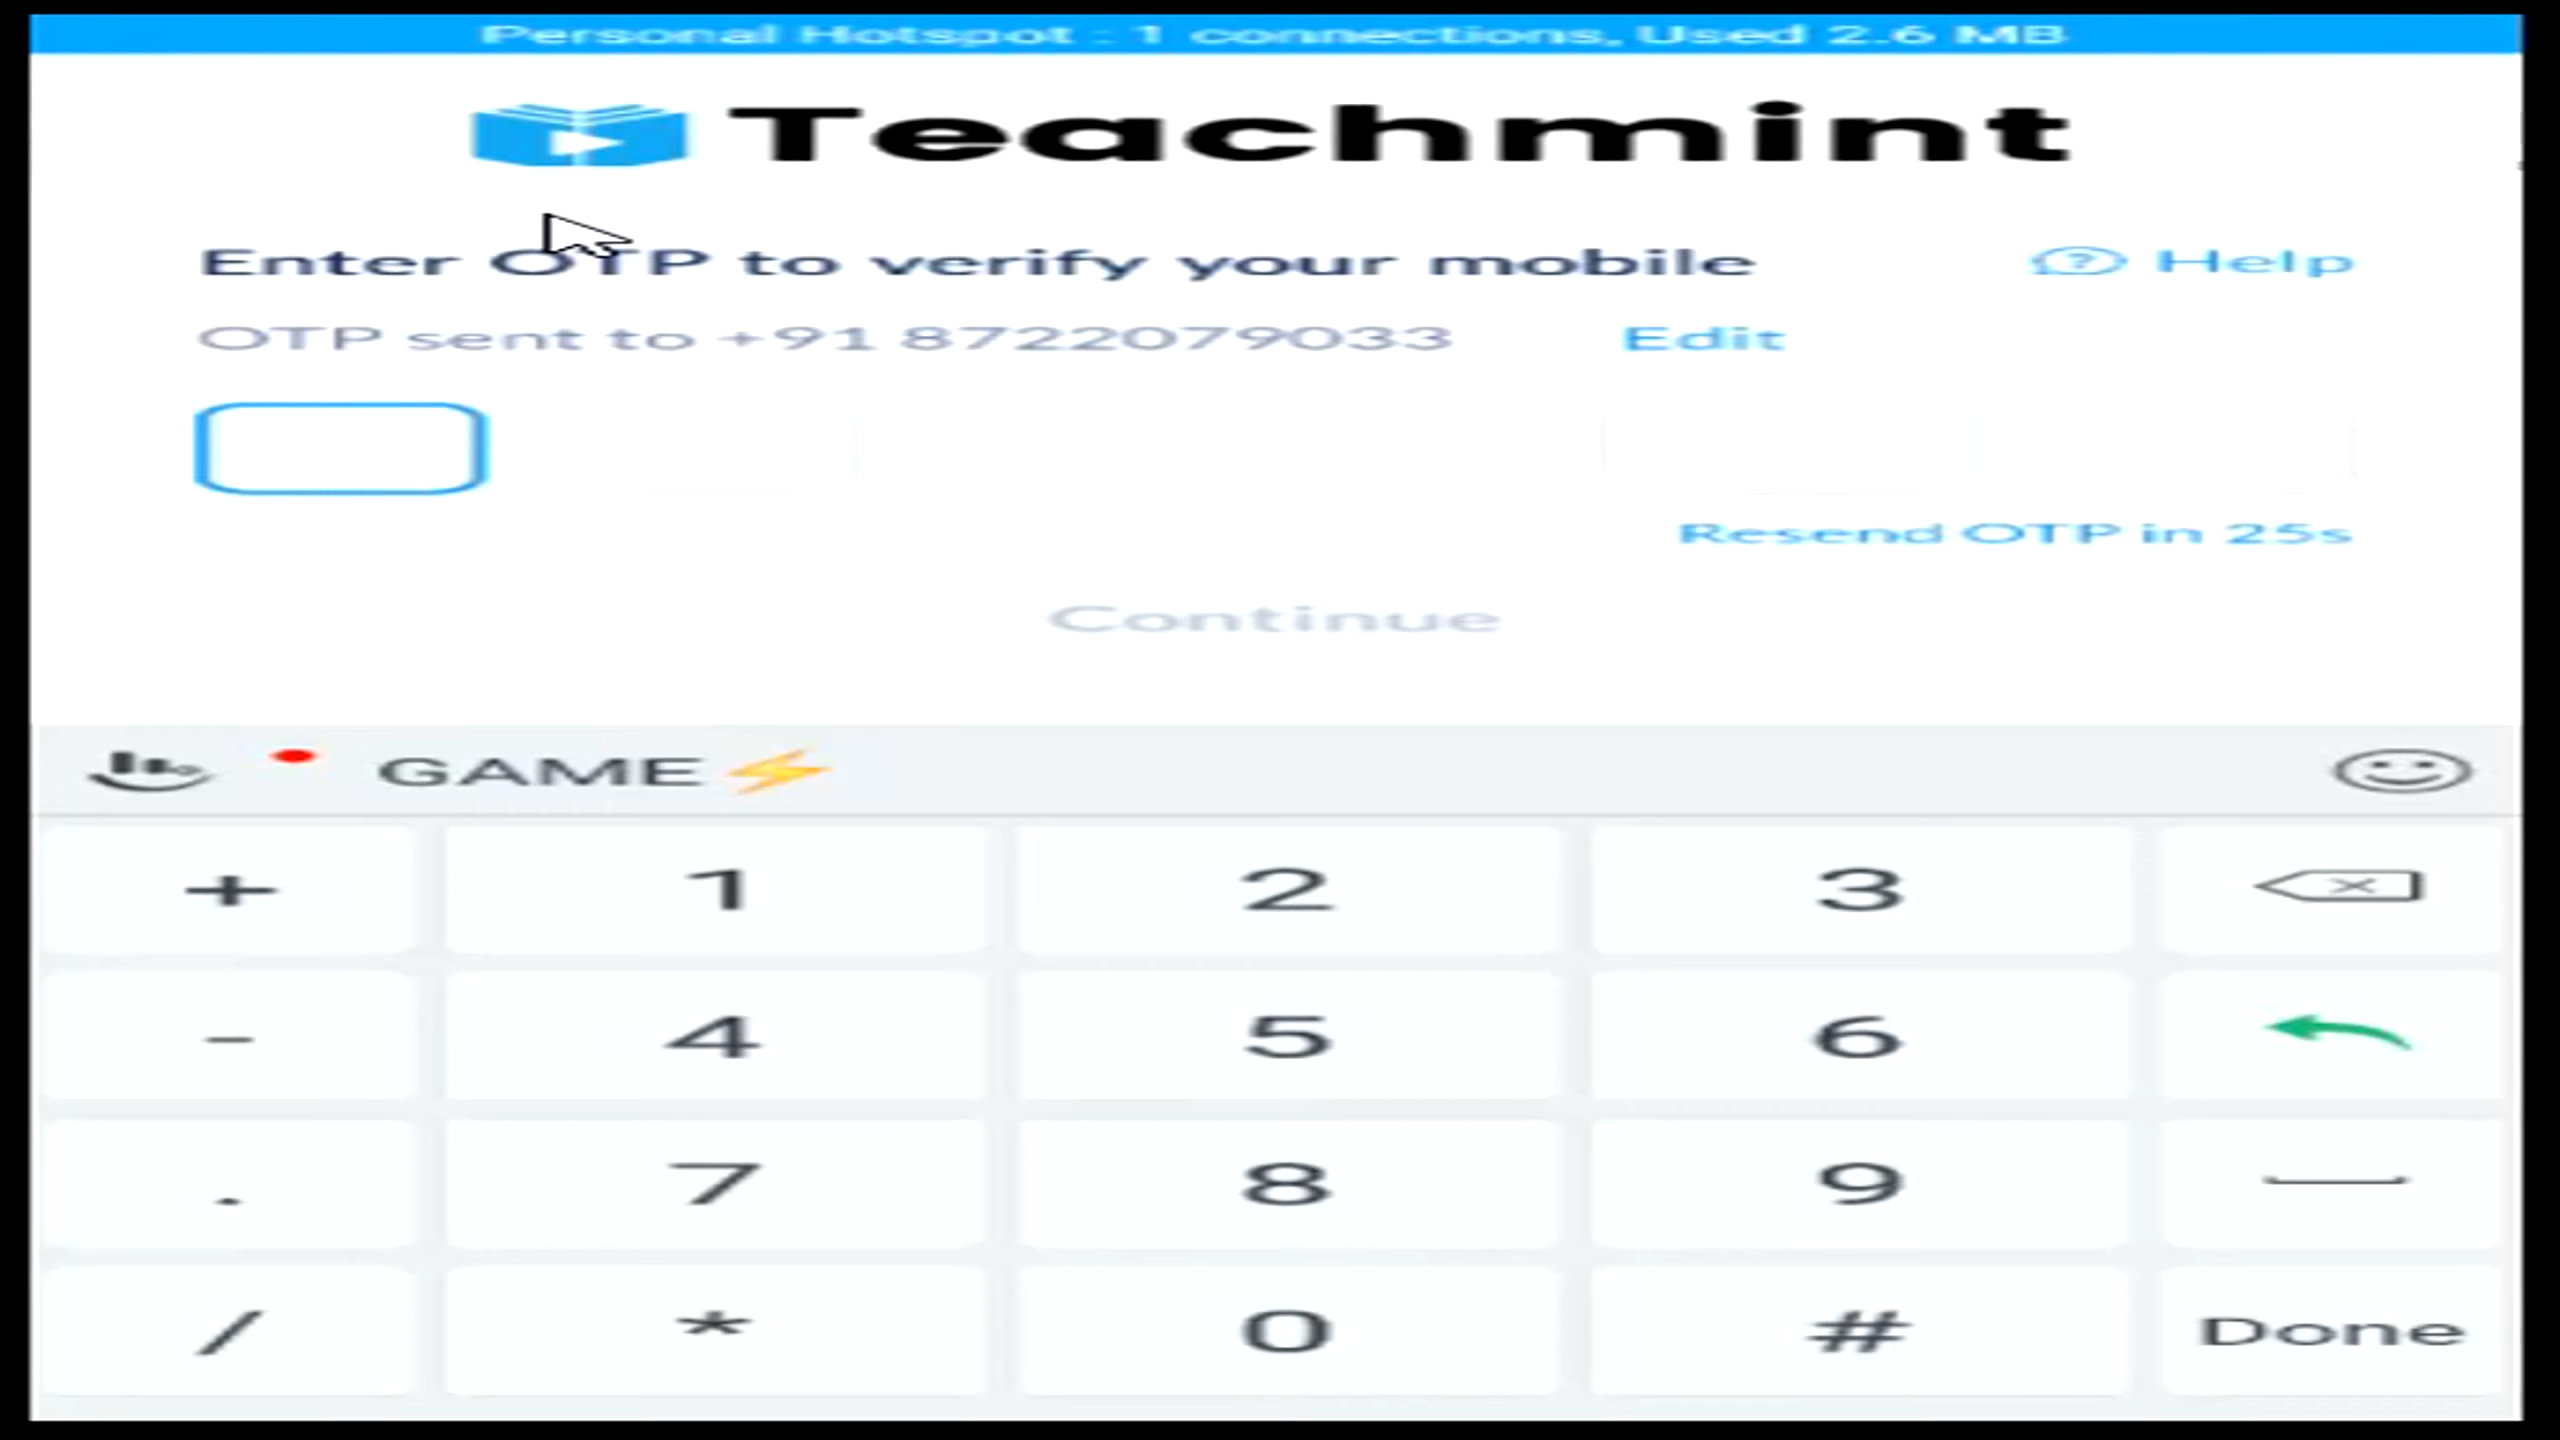 Personal Hotspot : 1 connections, Used 2.6 MB
Teachmint
Enter OTP to verify your mobile
Help
OTP sent to +91 8722079033
Edit
Resend OTP in 25s
Continue
GAME⚡
+ 1 2 3
- 4 5 6
. 7 8 9
/ * 0 # Done